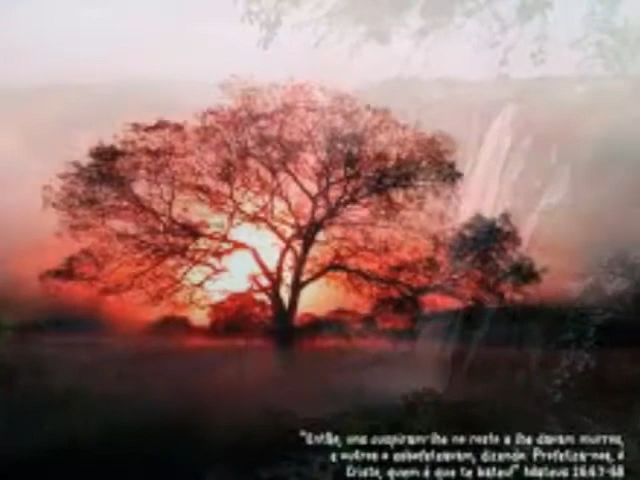 "Então, uns cuspiram-lhe no rosto e lhe davam murros,
e outros o esbofeteavam, dizendo: Profetiza-nos, ó
Cristo, quem é que te bateu!" Mateus 26:67-68